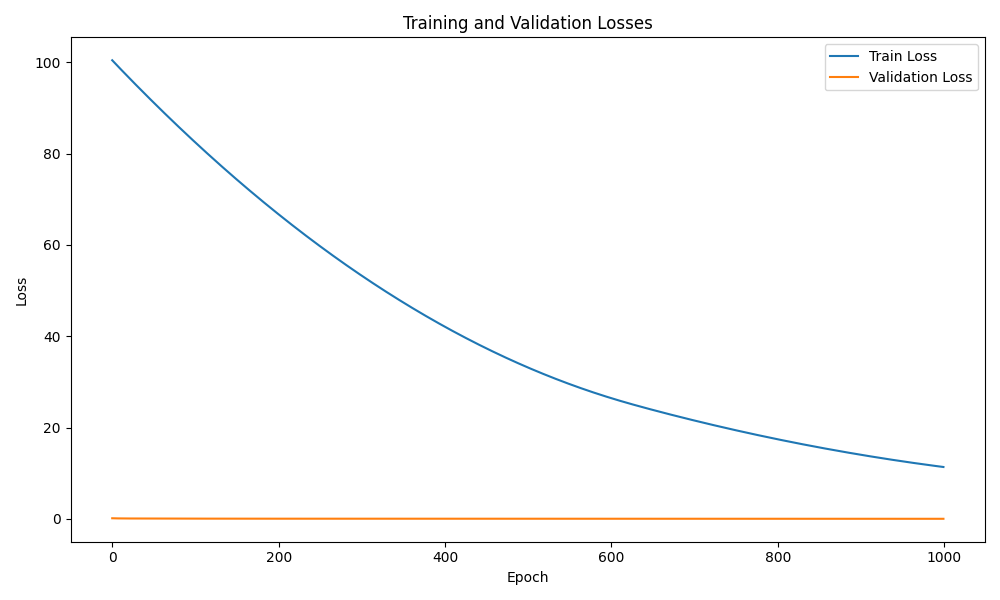 Training and Validation Losses
Train Loss
Validation Loss
100
80
60
40
20
0
Loss
0 200 400 600 800 1000
Epoch